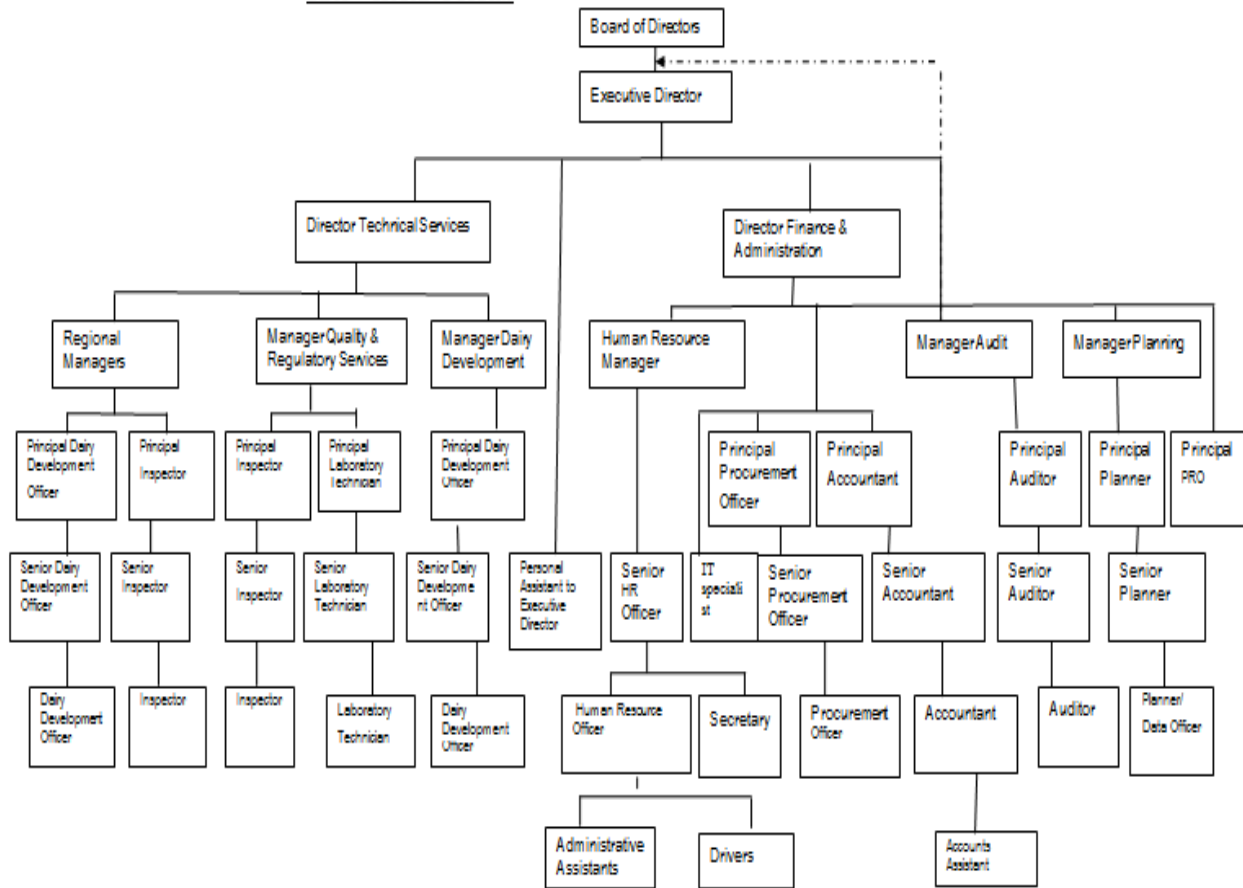 Board of Directors
Executive Director
Director Technical Services
Director Finance &
Administration
Regional
Managers
Manager Quality &
Regulatory Services
Manager Dairy
Development
Human Resource
Manager
Manager Audit
Manager Planning
Principal Dairy
Development
Officer
Principal
Inspector
Principal
Inspector
Principal
Laboratory
Technician
Principal Dairy
Development
Officer
Principal
Procurement
Officer
Principal
Accountant
Principal
Auditor
Principal
Planner
Principal
PRO
Senior Dairy
Development
Officer
Senior
Inspector
Senior
Inspector
Senior
Laboratory
Technician
Senior Dairy
Developme
nt Officer
Personal
Assistant to
Executive
Director
Senior
HR
Officer
IT
speciali
st
Senior
Procurement
Officer
Senior
Accountant
Senior
Auditor
Senior
Planner
Dairy
Development
Officer
Inspector
Inspector
Laboratory
Technician
Dairy
Development
Officer
Human Resource
Officer
Secretary
Procurement
Officer
Accountant
Auditor
Planner/
Data Officer
Administrative
Assistants
Drivers
Accounts
Assistant